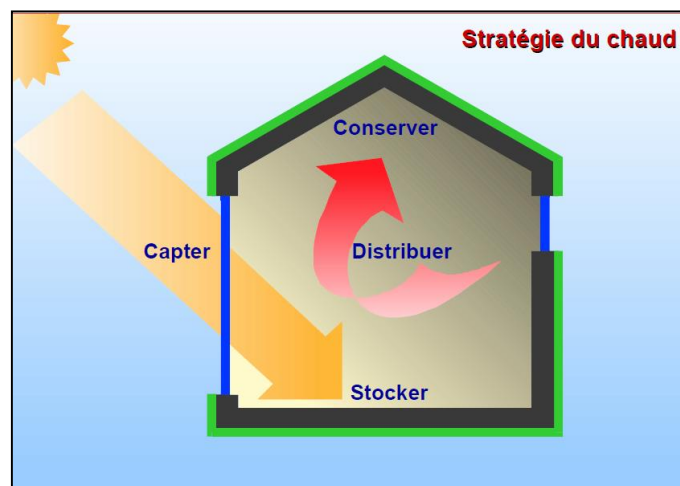 Stratégie du chaud
Conserver
Capter
Distribuer
Stocker